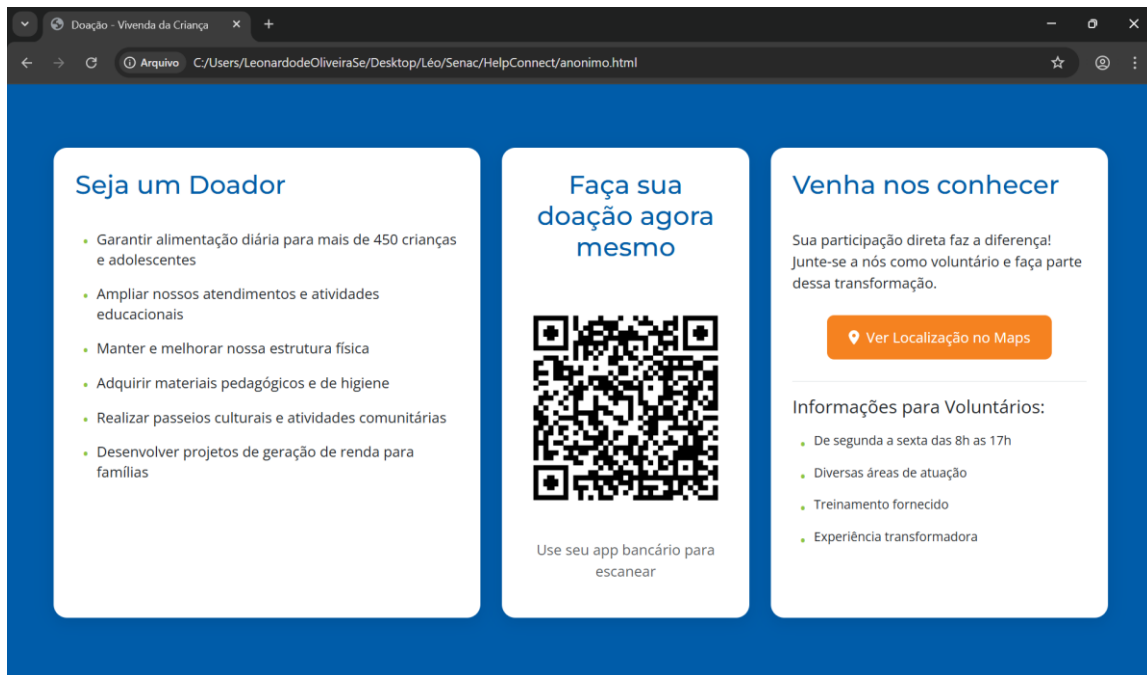 Doação - Vivenda da Criança
Arquivo
C:/Users/LeonardodeOliveiraSe/Desktop/Léo/Senac/HelpConnect/anonimo.html
Seja um Doador
Garantir alimentação diária para mais de 450 crianças
e adolescentes
Ampliar nossos atendimentos e atividades
educacionais
Manter e melhorar nossa estrutura física
Adquirir materiais pedagógicos e de higiene
Realizar passeios culturais e atividades comunitárias
Desenvolver projetos de geração de renda para
famílias
Faça sua
doação agora
mesmo
Use seu app bancário para
escanear
Venha nos conhecer
Sua participação direta faz a diferença!
Junte-se a nós como voluntário e faça parte
dessa transformação.
Ver Localização no Maps
Informações para Voluntários:
De segunda a sexta das 8h as 17h
Diversas áreas de atuação
Treinamento fornecido
Experiência transformadora